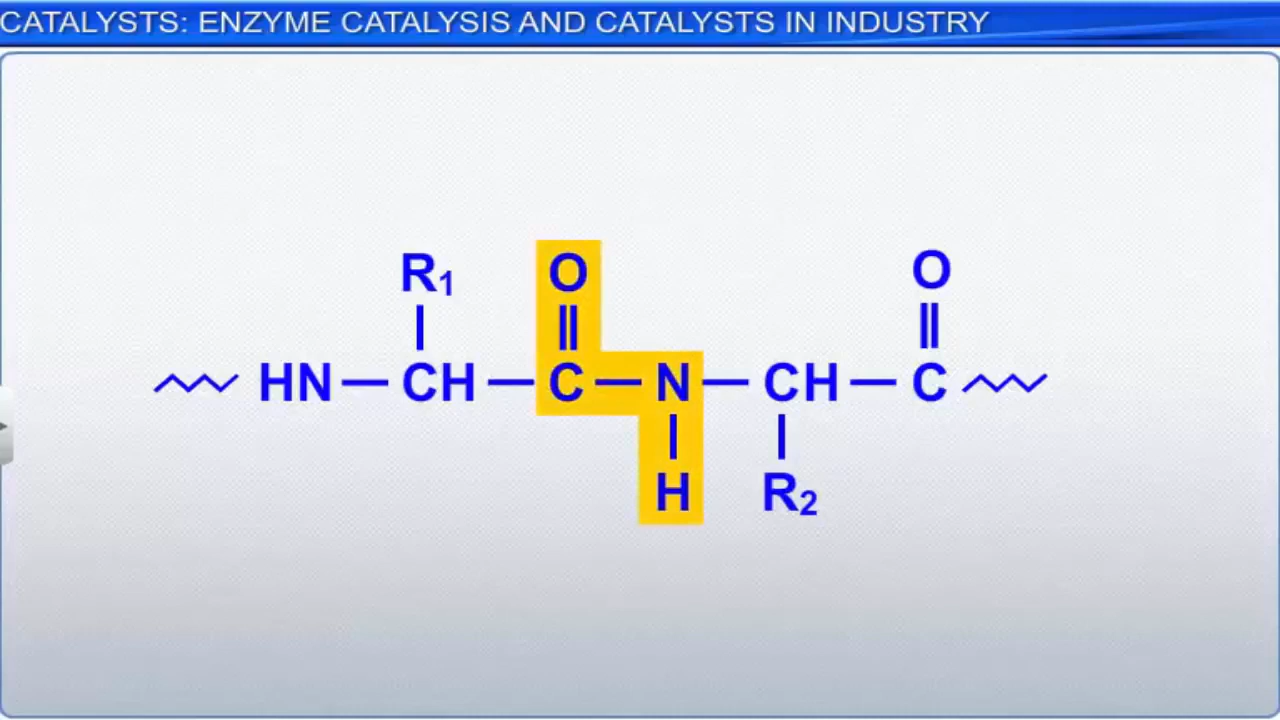 CATALYSTS: ENZYME CATALYSIS AND CATALYSTS IN INDUSTRY
R₁ O O
HN CH C N CH C
H R₂